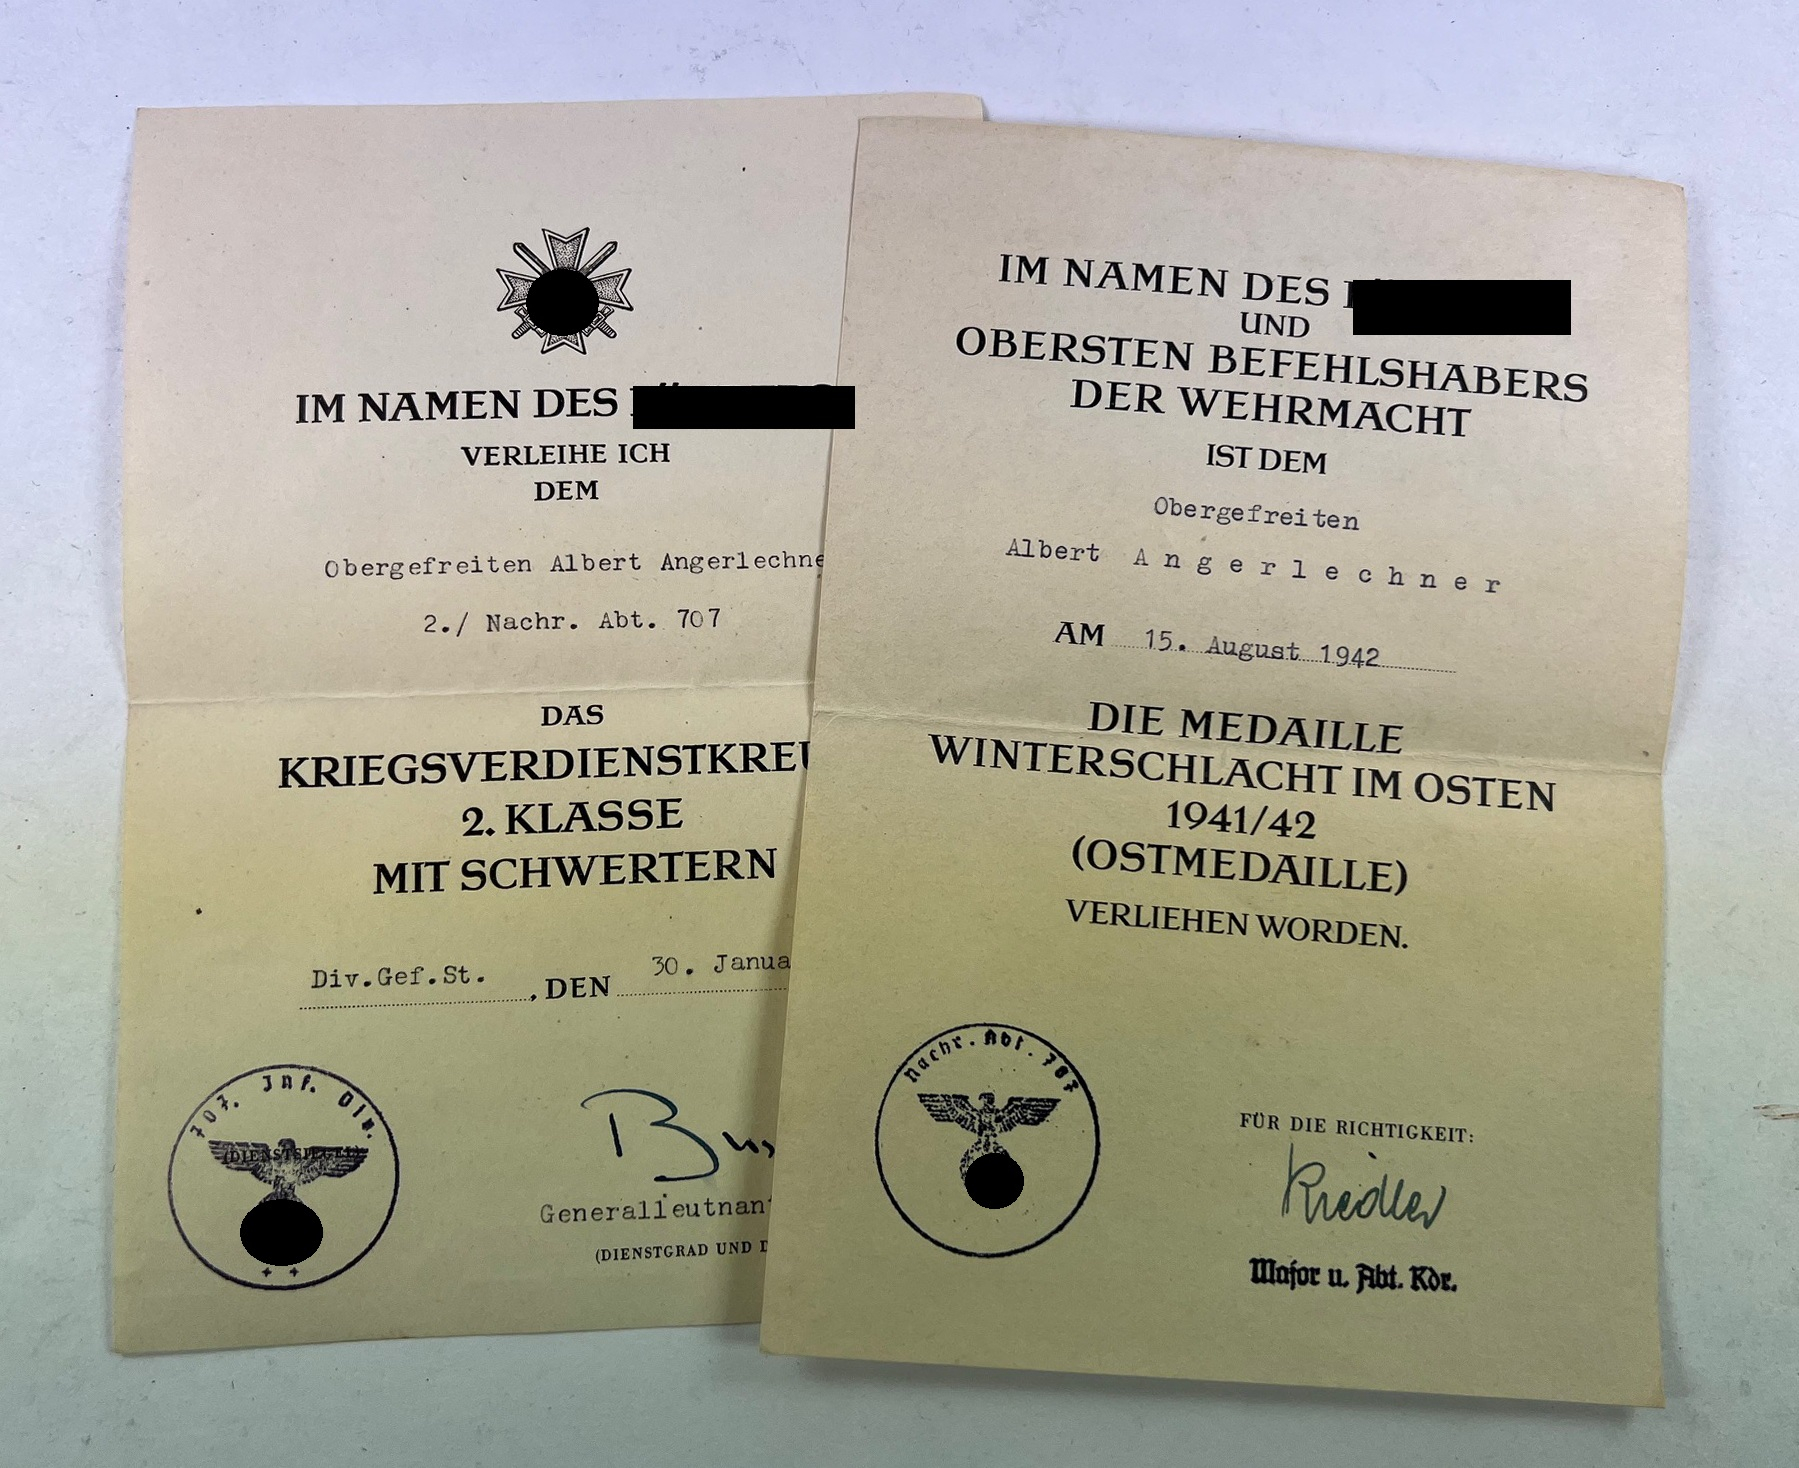 IM NAMEN DES
VERLEIHE ICH
DEM
Obergefreiten Albert Angerlechne
2./ Nachr. Abt. 707
DAS
KRIEGSVERDIENSTKREU
2. KLASSE
MIT SCHWERTERN
Div.Gef.St. , DEN 30. Janua
707. Inf. Div.
(DIENSTSIEGEL)
Generallieutnant
(DIENSTGRAD UND D
IM NAMEN DES
UND
OBERSTEN BEFEHLSHABERS
DER WEHRMACHT
IST DEM
Obergefreiten
Albert Angerlechner
AM 15. August 1942
DIE MEDAILLE
WINTERSCHLACHT IM OSTEN
1941/42
(OSTMEDAILLE)
VERLIEHEN WORDEN.
Nachr. Abt. 707
FÜR DIE RICHTIGKEIT:
Riedler
Major u. Abt. Kdr.